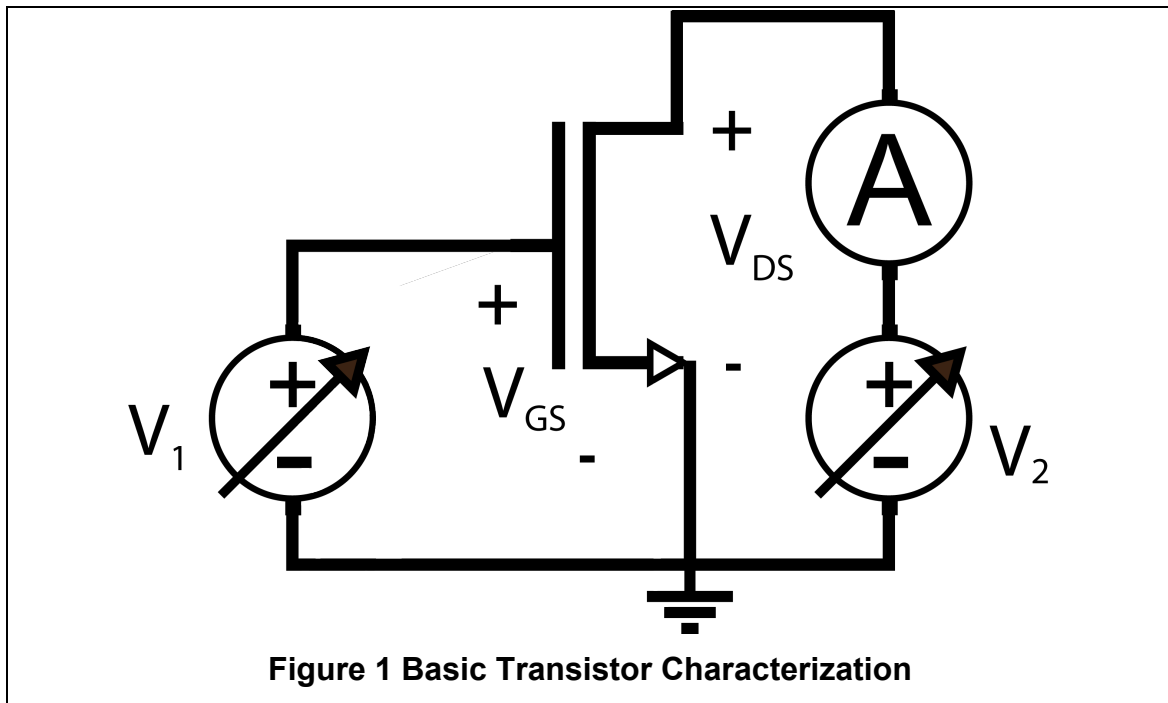 +
A
V DS
+
V GS
-
-
+
-
V 1
+
-
V 2
Figure 1 Basic Transistor Characterization